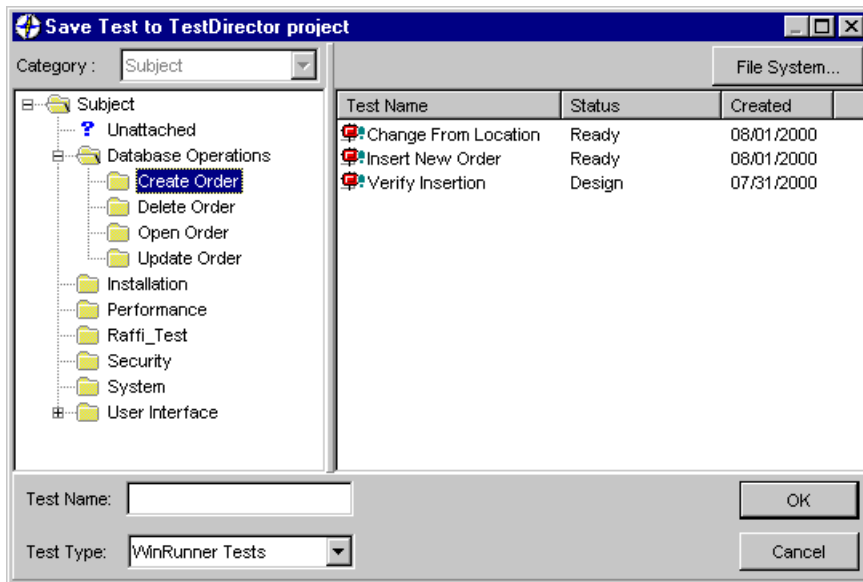 Save Test to TestDirector project
Category : Subject
File System...
Subject
Unattached
Database Operations
Create Order
Delete Order
Open Order
Update Order
Installation
Performance
Raffi_Test
Security
System
User Interface
Test Name Status Created
Change From Location Ready 08/01/2000
Insert New Order Ready 08/01/2000
Verify Insertion Design 07/31/2000
Test Name:
OK
Test Type: WinRunner Tests
Cancel